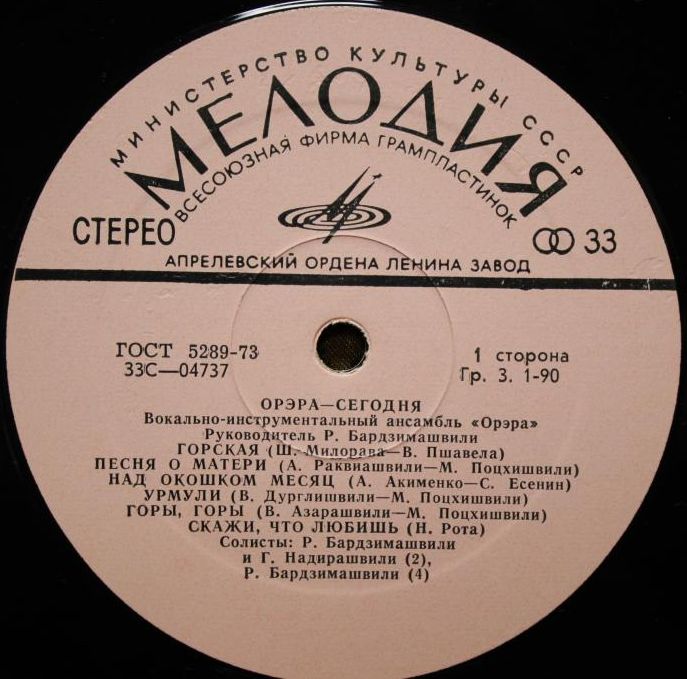 МИНИСТЕРСТВО КУЛЬТУРЫ СССР
МЕЛОДИЯ
ВСЕСОЮЗНАЯ ФИРМА ГРАМПЛАСТИНОК
СТЕРЕО
33
АПРЕЛЕВСКИЙ ОРДЕНА ЛЕНИНА ЗАВОД
ГОСТ 5289-73
33С—04737
1 сторона
Гр. 3. 1-90
ОРЭРА—СЕГОДНЯ
Вокально-инструментальный ансамбль «Орэра»
Руководитель Р. Бардзимашвили
ГОРСКАЯ (Ш. Милорава—В. Пшавела)
ПЕСНЯ О МАТЕРИ (А. Раквиашвили—М. Поцхишвили)
НАД ОКОШКОМ МЕСЯЦ (А. Акименко—С. Есенин)
УРМУЛИ (В. Дурглишвили—М. Поцхишвили)
ГОРЫ, ГОРЫ (В. Азарашвили—М. Поцхишвили)
СКАЖИ, ЧТО ЛЮБИШЬ (Н. Рота)
Солисты: Р. Бардзимашвили
и Г. Надирашвили (2),
Р. Бардзимашвили (4)